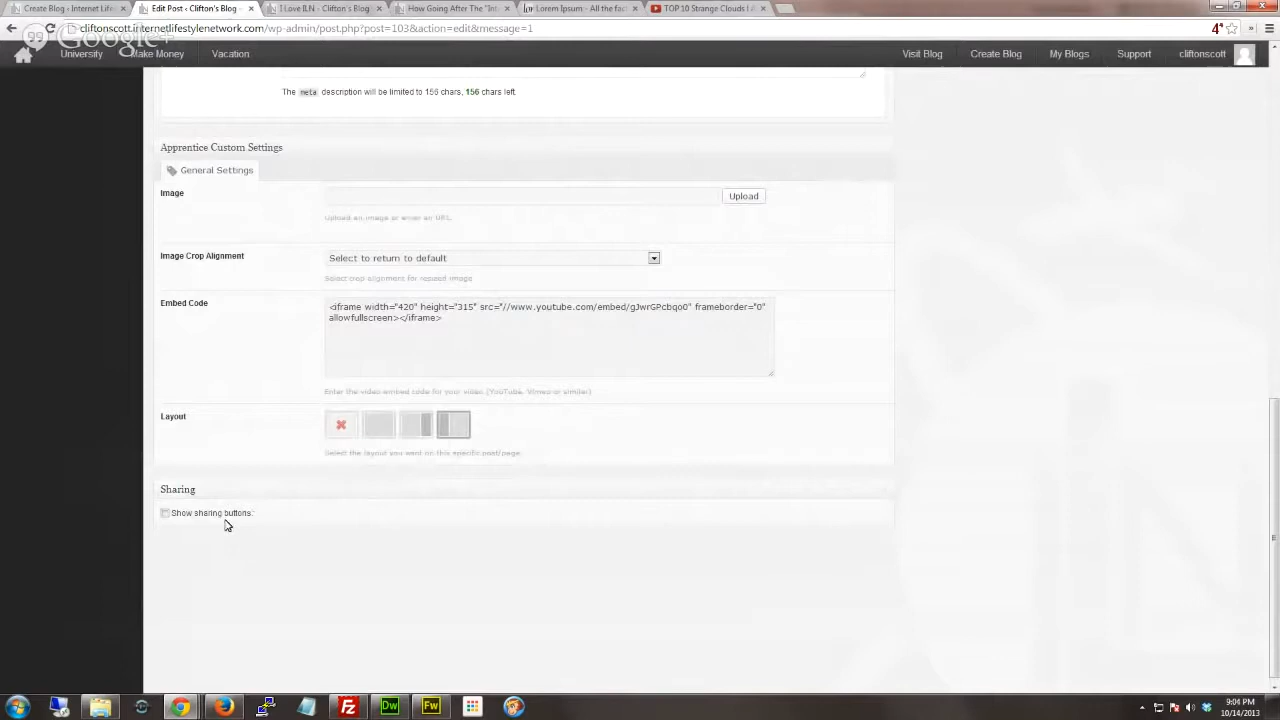 Create Blog - Internet Lifes
Edit Post ‹ Clifton's Blog –
I Love ILN - Clifton's Blog
How Going After The "Inte
Lorem Ipsum - All the fact
TOP 10 Strange Clouds I
cliftonscott.internetlifestylenetwork.com/wp-admin/post.php?post=103&action=edit&message=1
4°
Google+
University
Make Money
Vacation
Visit Blog
Create Blog
My Blogs
Support
cliftonscott
The meta description will be limited to 156 chars, 156 chars left.
Apprentice Custom Settings
General Settings
Image
Upload
Upload an image or enter an URL.
Image Crop Alignment
Select to return to default
Select crop alignment for resized image
Embed Code
<iframe width="420" height="315" src="//www.youtube.com/embed/gJwrGPcbqo0" frameborder="0"
allowfullscreen></iframe>
Enter the video embed code for your video (YouTube, Vimeo or similar)
Layout
Select the layout you want on this specific post/page.
Sharing
Show sharing buttons.
Fz
Dw
Fw
9:04 PM
10/14/2013